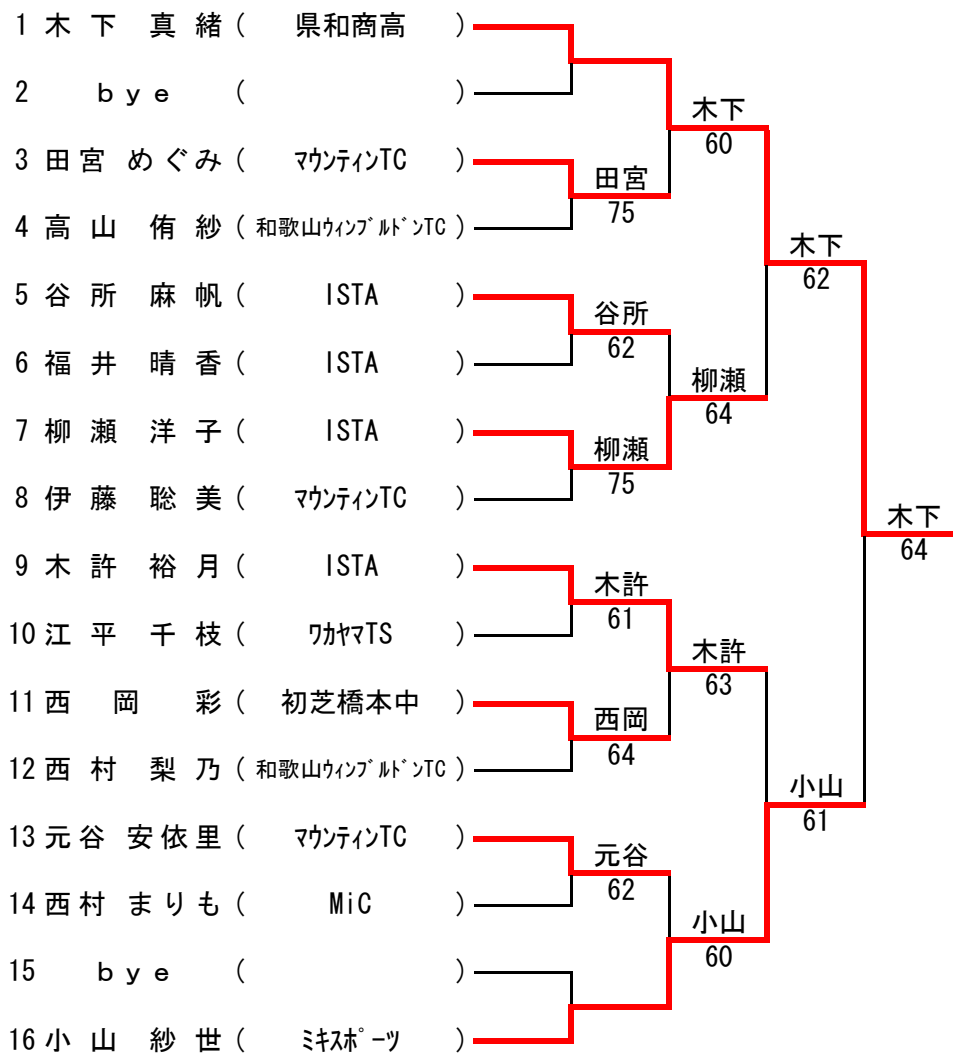 1 木 下 真 緒 ( 県和商高 )
2 ｂｙｅ ( )
3 田宮 めぐみ ( ﾏｳﾝﾃｨﾝTC )
4 高 山 侑 紗 ( 和歌山ｳｨﾝﾌﾞﾙﾄﾞﾝTC )
5 谷 所 麻 帆 ( ISTA )
6 福 井 晴 香 ( ISTA )
7 柳 瀬 洋 子 ( ISTA )
8 伊 藤 聡 美 ( ﾏｳﾝﾃｨﾝTC )
9 木 許 裕 月 ( ISTA )
10 江 平 千 枝 ( ﾜｶﾔﾏTS )
11 西 岡 彩 ( 初芝橋本中 )
12 西 村 梨 乃 ( 和歌山ｳｨﾝﾌﾞﾙﾄﾞﾝTC )
13 元谷 安依里 ( ﾏｳﾝﾃｨﾝTC )
14 西村 まりも ( MiC )
15 ｂｙｅ ( )
16 小 山 紗 世 ( ﾐｷｽﾎﾟｰﾂ )
田宮
75
谷所
62
柳瀬
75
木許
61
西岡
64
元谷
62
木下
60
柳瀬
64
木許
63
小山
60
木下
62
小山
61
木下
64